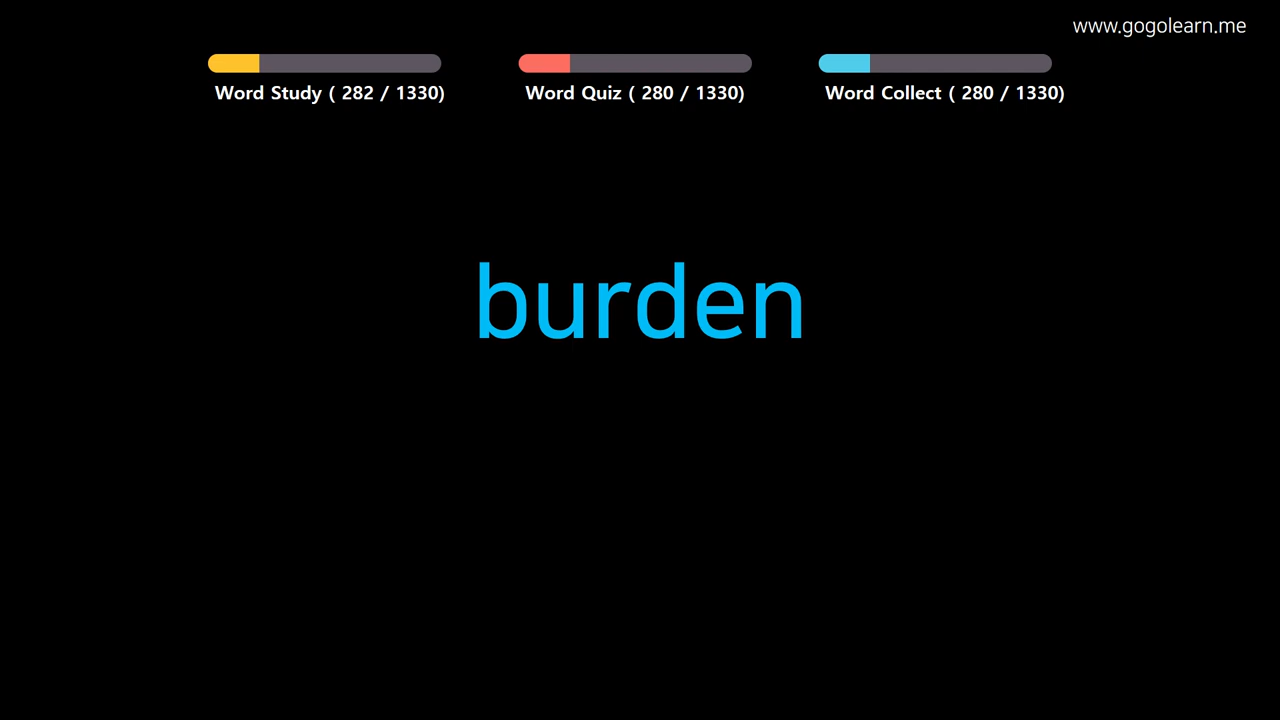 www.gogolearn.me
Word Study ( 282 / 1330)
Word Quiz ( 280 / 1330)
Word Collect ( 280 / 1330)
burden